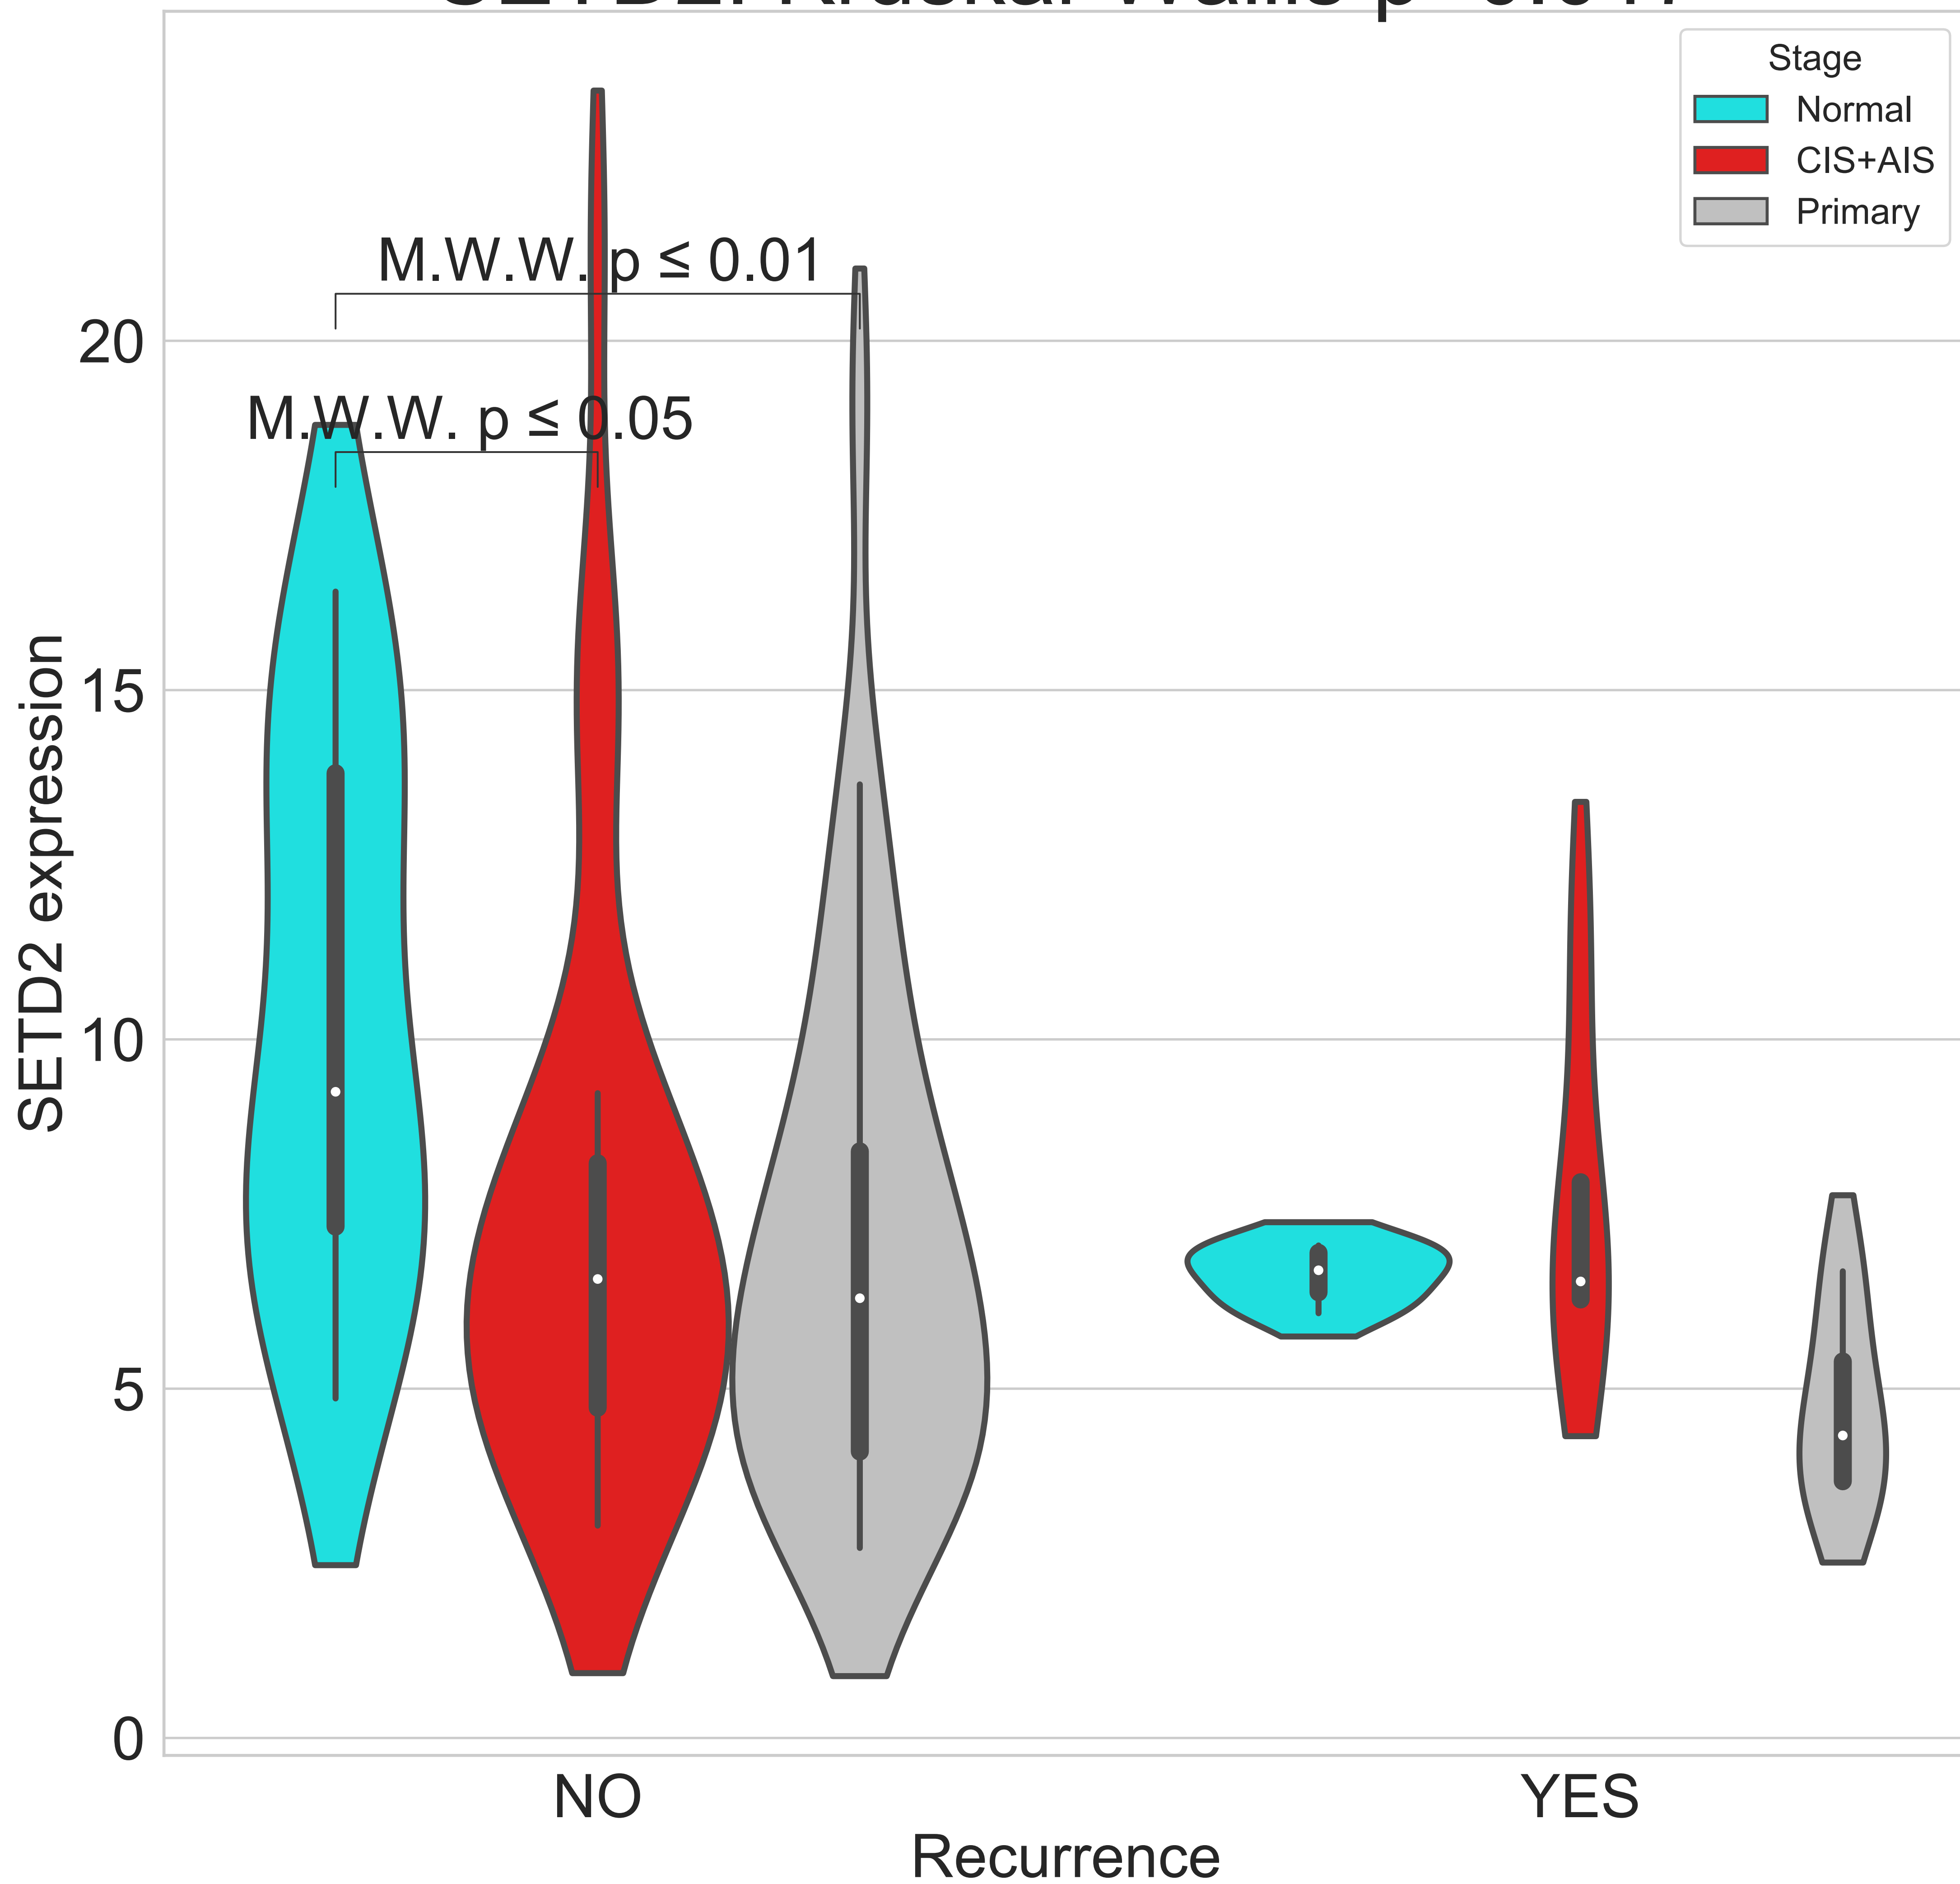 Stage
Normal
CIS+AIS
Primary
M.W.W. p ≤ 0.01
M.W.W. p ≤ 0.05
20
15
10
5
0
SETD2 expression
NO
YES
Recurrence